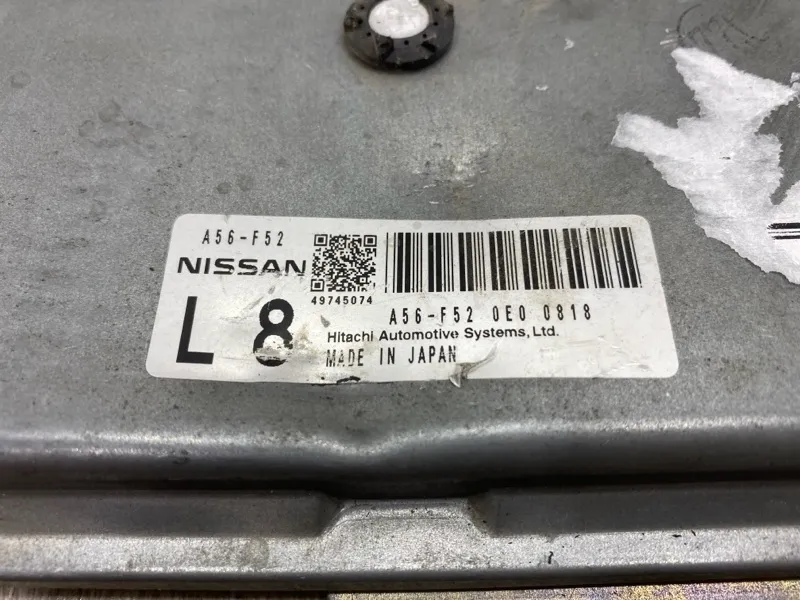 A56-F52
NISSAN
49745074
L 8
A56-F52 0E0 0818
Hitachi Automotive Systems, Ltd.
MADE IN JAPAN